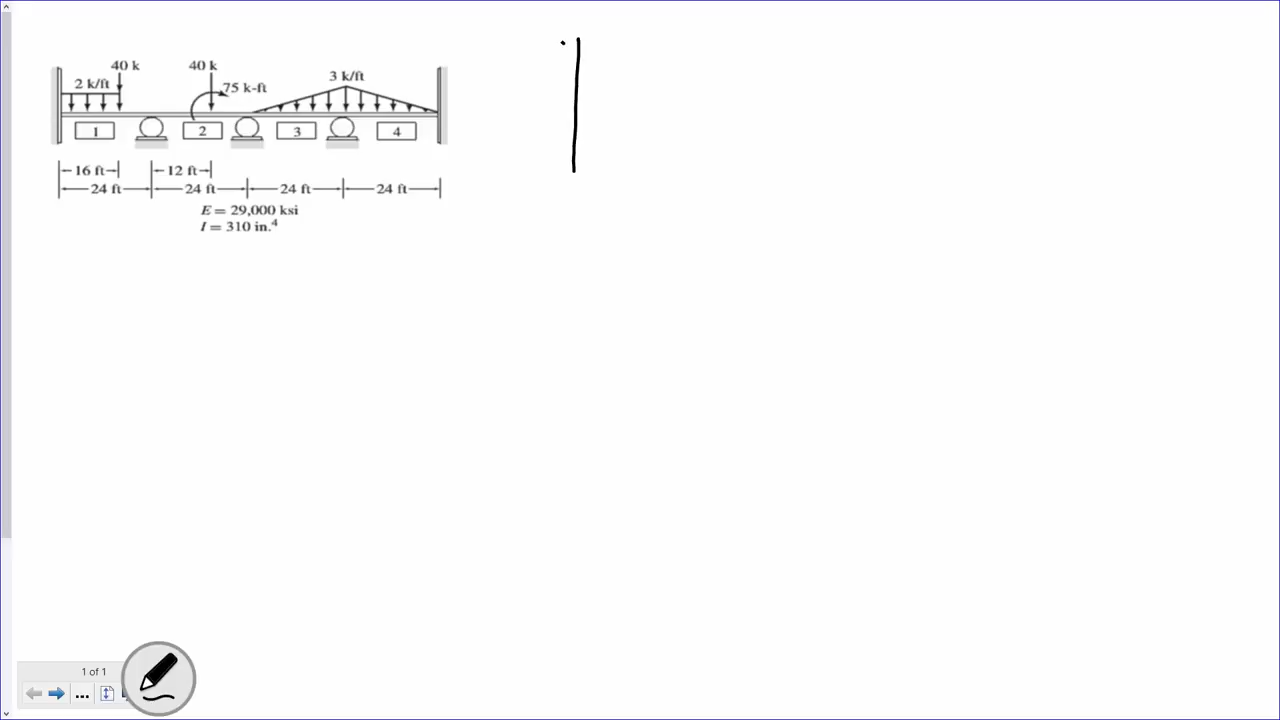 40 k 40 k
2 k/ft 75 k-ft 3 k/ft
1 2 3 4
16 ft 12 ft
24 ft 24 ft 24 ft 24 ft
E = 29,000 ksi
I = 310 in.⁴
1 of 1
...